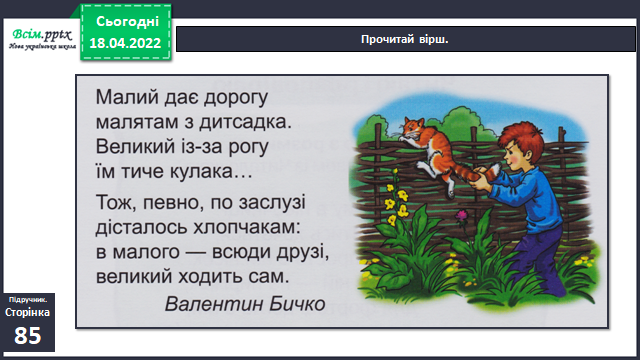 Всім.pptx
Нова українська школа
Сьогодні
18.04.2022
Прочитай вірш.
Малий дає дорогу
малятам з дитсадка.
Великий із-за рогу
їм тиче кулака…
Тож, певно, по заслузі
дісталось хлопчакам:
в малого — всюди друзі,
великий ходить сам.
Валентин Бичко
Підручник.
Сторінка
85